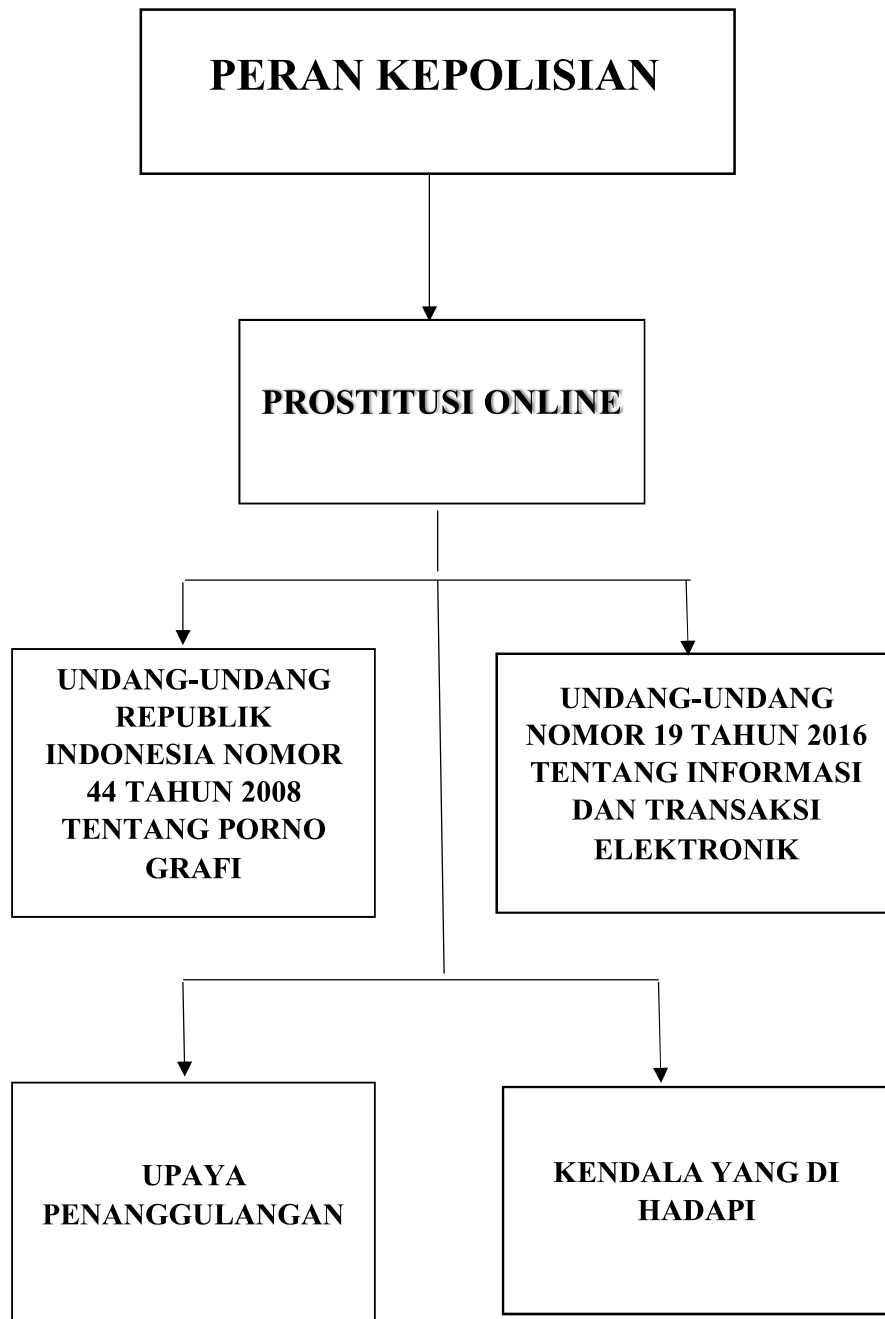 PERAN KEPOLISIAN
PROSTITUSI ONLINE
UNDANG-UNDANG
REPUBLIK
INDONESIA NOMOR
44 TAHUN 2008
TENTANG PORNO
GRAFI
UNDANG-UNDANG
NOMOR 19 TAHUN 2016
TENTANG INFORMASI
DAN TRANSAKSI
ELEKTRONIK
UPAYA
PENANGGULANGAN
KENDALA YANG DI
HADAPI